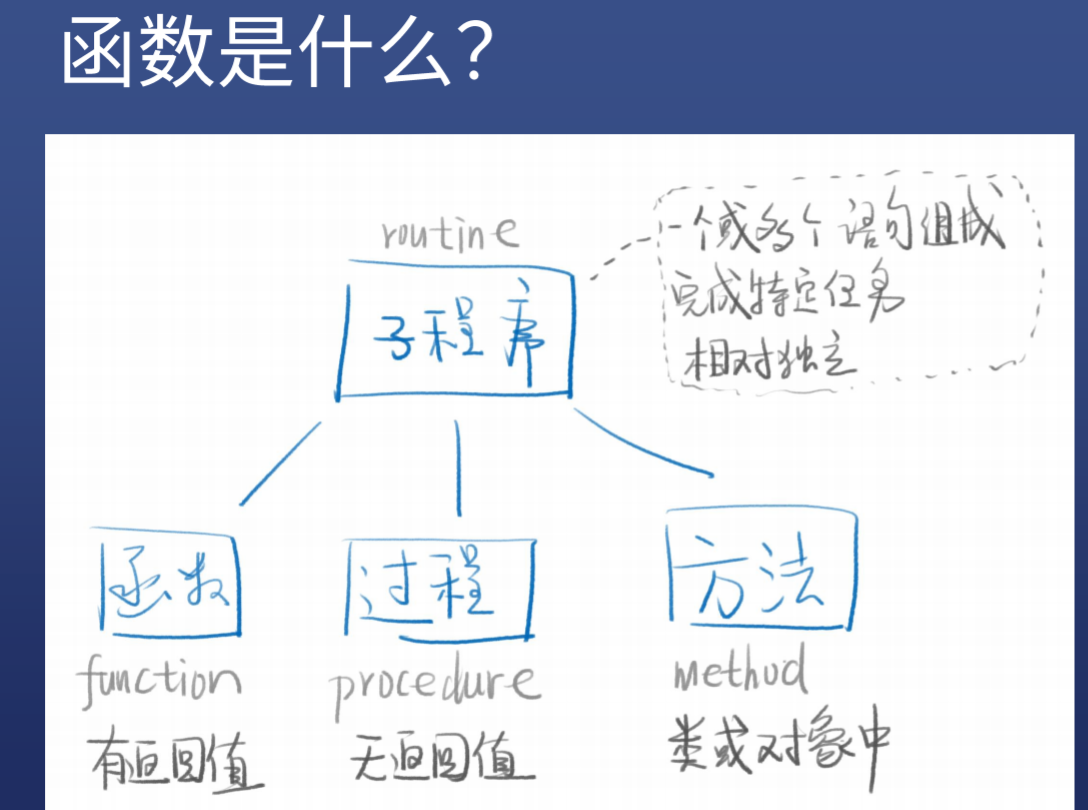 函数是什么?
routine
子程序
一个或多个语句组成
完成特定任务
相对独立
函数
过程
方法
function
procedure
method
有返回值
无返回值
类或对象中